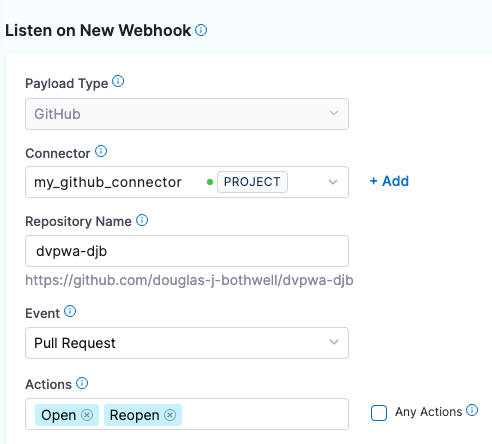 Listen on New Webhook
Payload Type
GitHub
Connector
my_github_connector PROJECT + Add
Repository Name
dvpwa-djb
https://github.com/douglas-j-bothwell/dvpwa-djb
Event
Pull Request
Actions
Open Reopen Any Actions